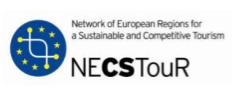 Network of European Regions for
a Sustainable and Competitive Tourism
NECSTouR